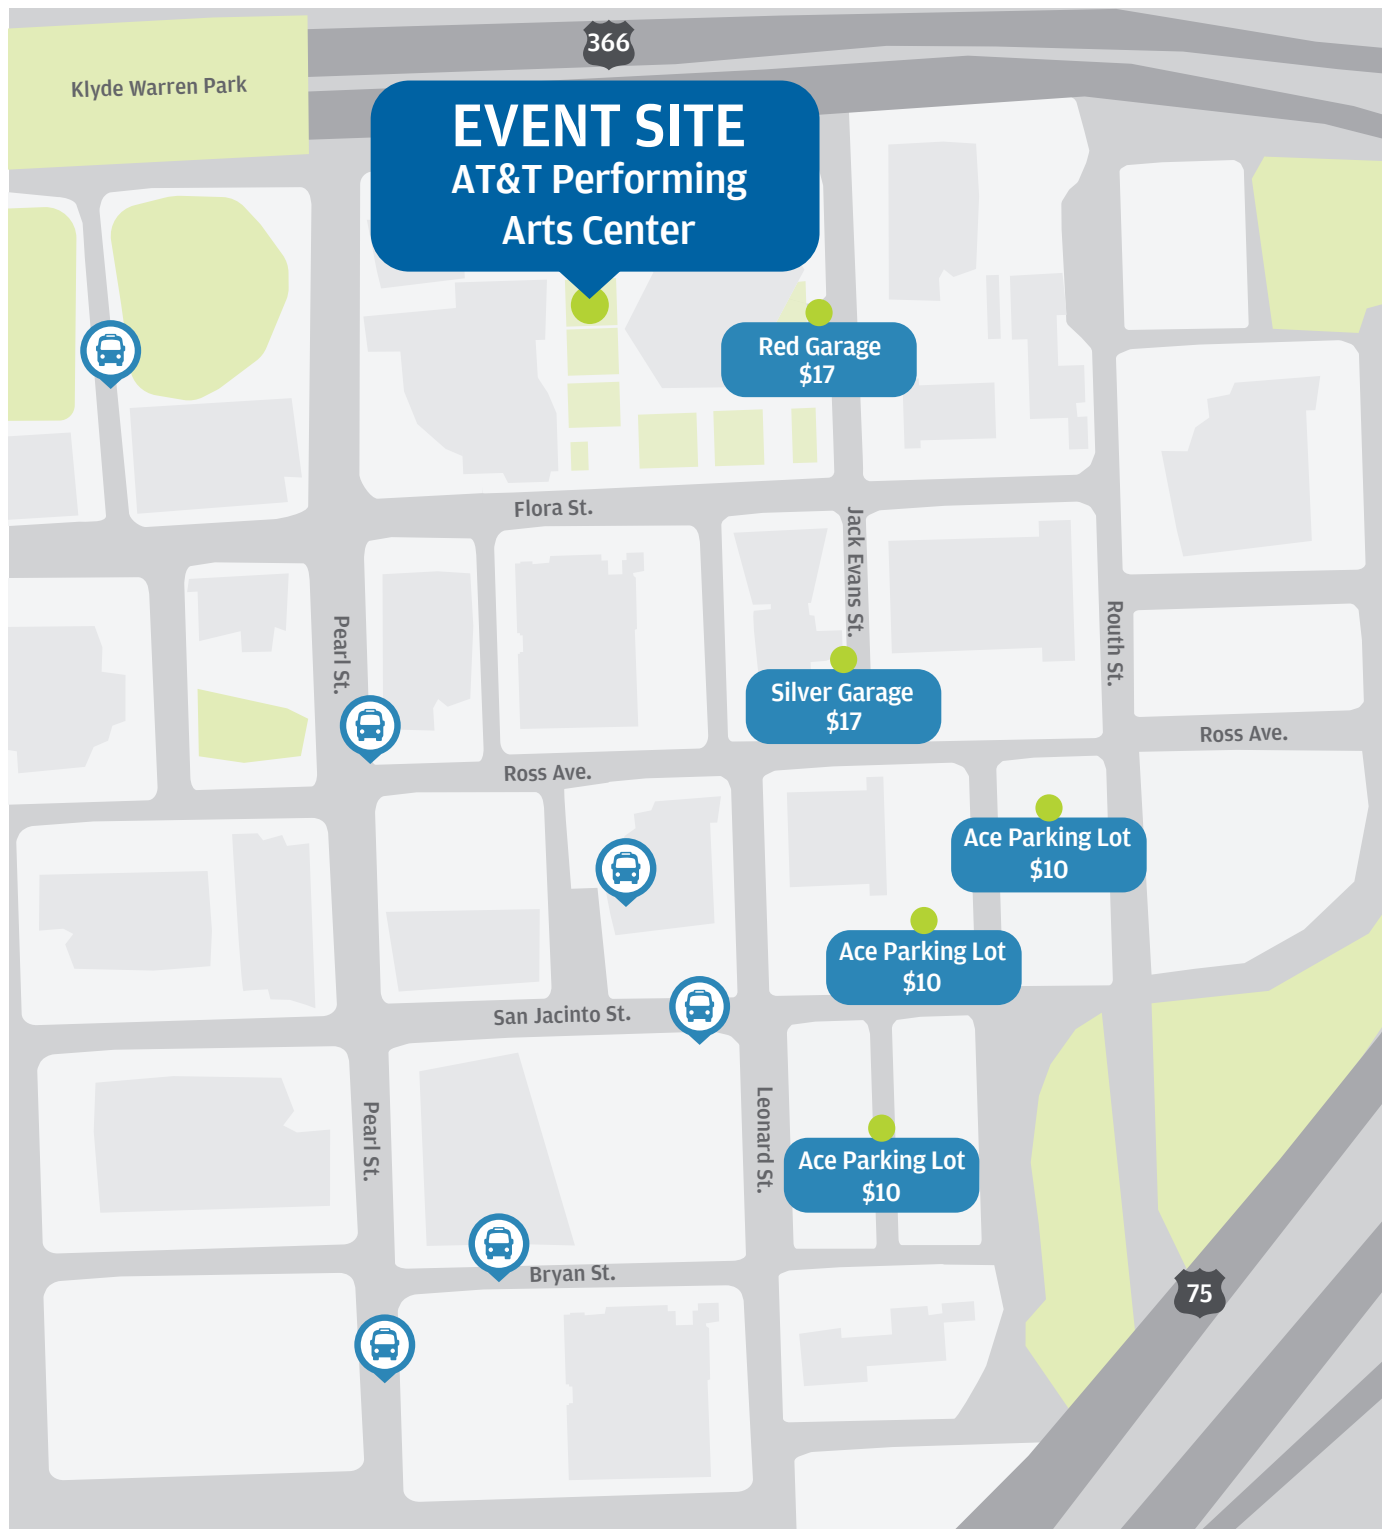 366
Klyde Warren Park
EVENT SITE
AT&T Performing
Arts Center
Red Garage
$17
Flora St.
Jack Evans St.
Pearl St.
Routh St.
Silver Garage
$17
Ross Ave.
Ross Ave.
Ace Parking Lot
$10
Ace Parking Lot
$10
San Jacinto St.
Pearl St.
Leonard St.
Ace Parking Lot
$10
Bryan St.
75